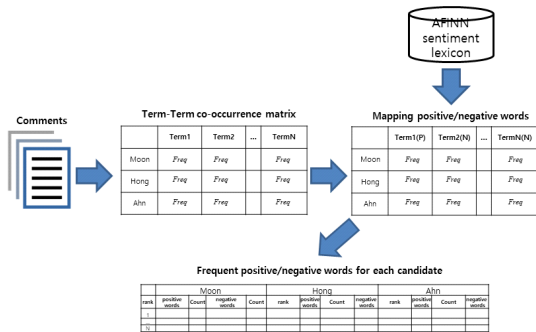 AFINN
sentiment
lexicon
Comments
Term-Term co-occurrence matrix
Mapping positive/negative words
Term1 Term2 ... TermN
Moon Freq Freq Freq
Hong Freq Freq Freq
Ahn Freq Freq Freq
Term1(P) Term2(N) ... TermN(N)
Moon Freq Freq Freq
Hong Freq Freq Freq
Ahn Freq Freq Freq
Frequent positive/negative words for each candidate
Moon Hong Ahn
rank positive words Count negative words Count rank positive words Count negative words rank positive words Count negative words
1
N